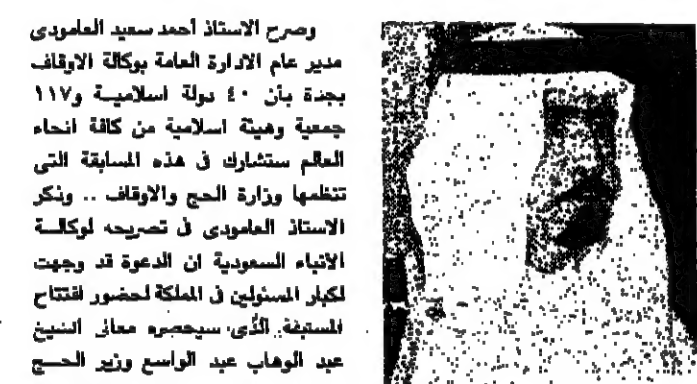 وصرح الاستاذ أحمد سعيد العامودى
مدير عام الادارة العامة بوكالة الاوقاف
بجدة بأن ٤٠ دولة اسلامية و١١٧
جمعية وهيئة اسلامية من كافة انحاء
العالم ستشارك فى هذه المسابقة التى
تنظمها وزارة الحج والاوقاف .. وذكر
الاستاذ العامودى فى تصريحه لوكالة
الأنباء السعودية ان الدعوة قد وجهت
لكبار المسئولين فى المملكة لحضور افتتاح
المسابقة الذى سيحضره معالى الشيخ
عبد الوهاب عبد الواسع وزير الحج